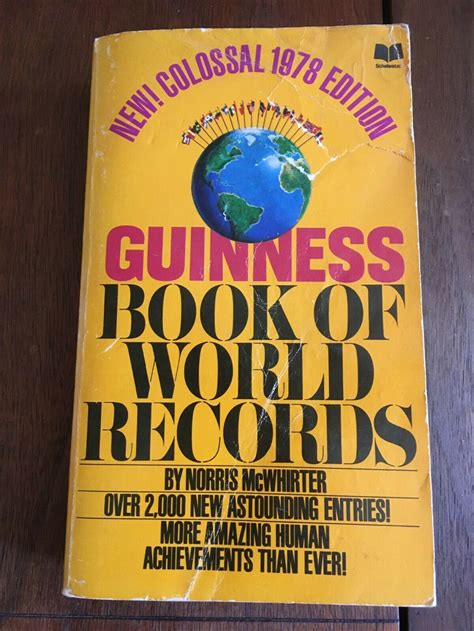 Scholastic
NEW! COLOSSAL 1978 EDITION
GUINNESS
BOOK OF
WORLD
RECORDS
BY NORRIS McWHIRTER
OVER 2,000 NEW ASTOUNDING ENTRIES!
MORE AMAZING HUMAN
ACHIEVEMENTS THAN EVER!